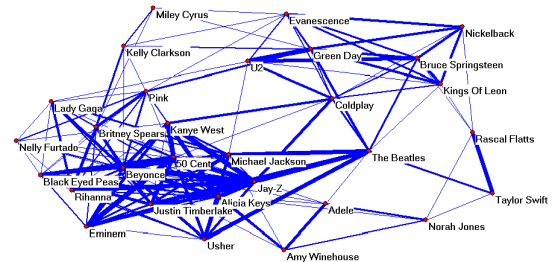 Miley Cyrus
Evanescence
Nickelback
Kelly Clarkson
Green Day
U2
Bruce Springsteen
Kings Of Leon
Pink
Lady Gaga
Coldplay
Britney Spears
Kanye West
Rascal Flatts
Nelly Furtado
50 Cent
Michael Jackson
The Beatles
Black Eyed Peas
Beyonce
Jay-Z
Rihanna
Taylor Swift
Justin Timberlake
Alicia Keys
Adele
Eminem
Norah Jones
Usher
Amy Winehouse